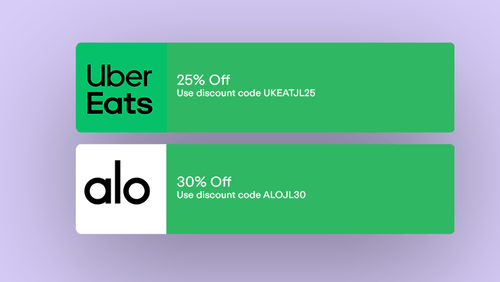 Uber
Eats
25% Off
Use discount code UKEATJL25
alo
30% Off
Use discount code ALOJL30